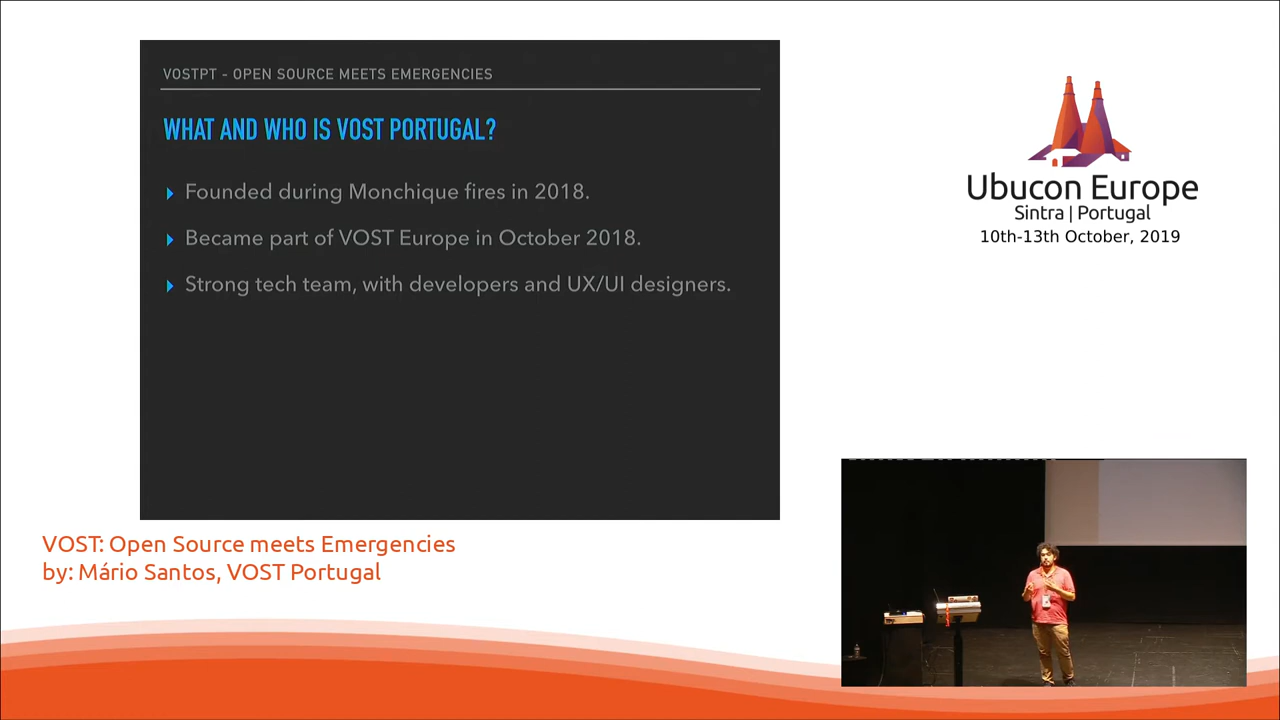 VOSTPT - OPEN SOURCE MEETS EMERGENCIES
WHAT AND WHO IS VOST PORTUGAL?
Founded during Monchique fires in 2018.
Became part of VOST Europe in October 2018.
Strong tech team, with developers and UX/UI designers.
Ubucon Europe
Sintra | Portugal
10th-13th October, 2019
VOST: Open Source meets Emergencies
by: Mário Santos, VOST Portugal